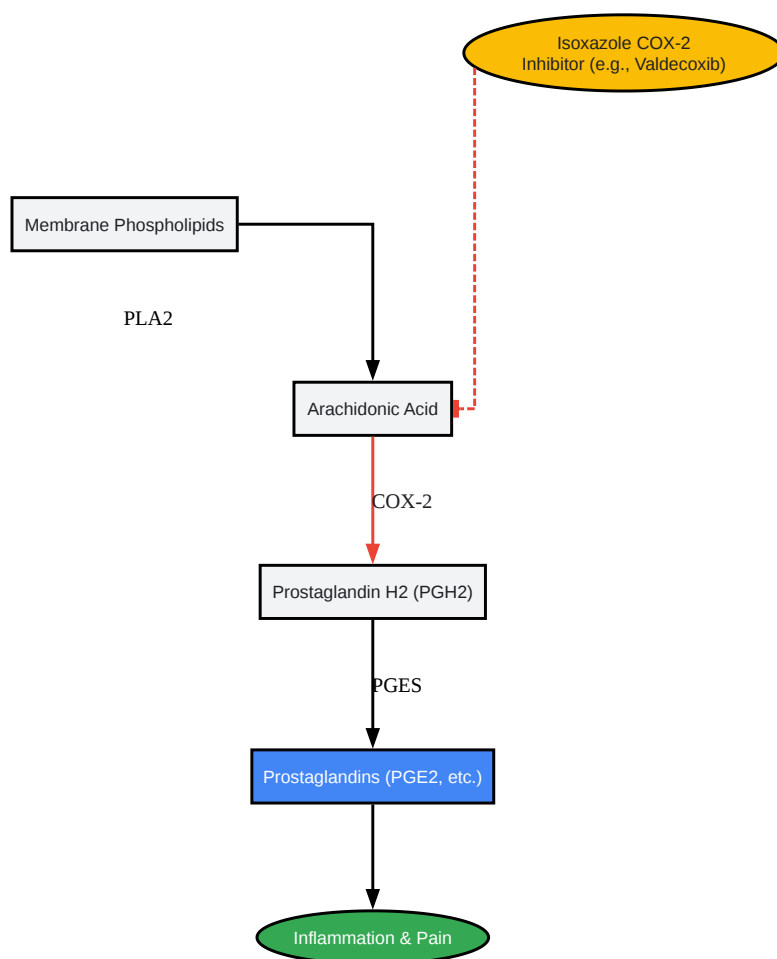 Isoxazole COX-2
Inhibitor (e.g., Valdecoxib)
Membrane Phospholipids
PLA2
Arachidonic Acid
COX-2
Prostaglandin H2 (PGH2)
PGES
Prostaglandins (PGE2, etc.)
Inflammation & Pain